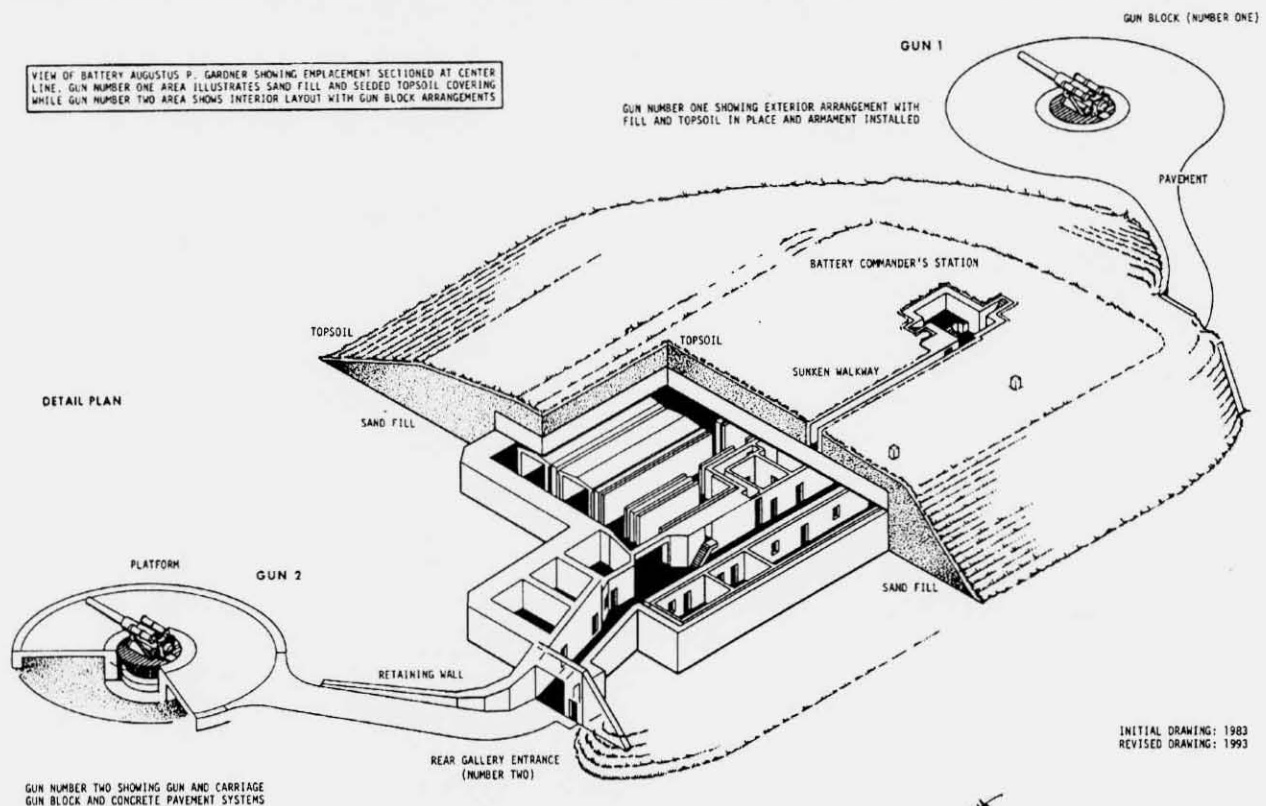 GUN BLOCK (NUMBER ONE)
GUN 1
VIEW OF BATTERY AUGUSTUS P. GARDNER SHOWING EMPLACEMENT SECTIONED AT CENTER
LINE. GUN NUMBER ONE AREA ILLUSTRATES SAND FILL AND SEEDED TOPSOIL COVERING
WHILE GUN NUMBER TWO AREA SHOWS INTERIOR LAYOUT WITH GUN BLOCK ARRANGEMENTS
GUN NUMBER ONE SHOWING EXTERIOR ARRANGEMENT WITH
FILL AND TOPSOIL IN PLACE AND ARMAMENT INSTALLED
PAVEMENT
BATTERY COMMANDER'S STATION
TOPSOIL
TOPSOIL
SUNKEN WALKWAY
DETAIL PLAN
SAND FILL
PLATFORM
GUN 2
SAND FILL
RETAINING WALL
REAR GALLERY ENTRANCE
(NUMBER TWO)
INITIAL DRAWING: 1983
REVISED DRAWING: 1993
GUN NUMBER TWO SHOWING GUN AND CARRIAGE
GUN BLOCK AND CONCRETE PAVEMENT SYSTEMS